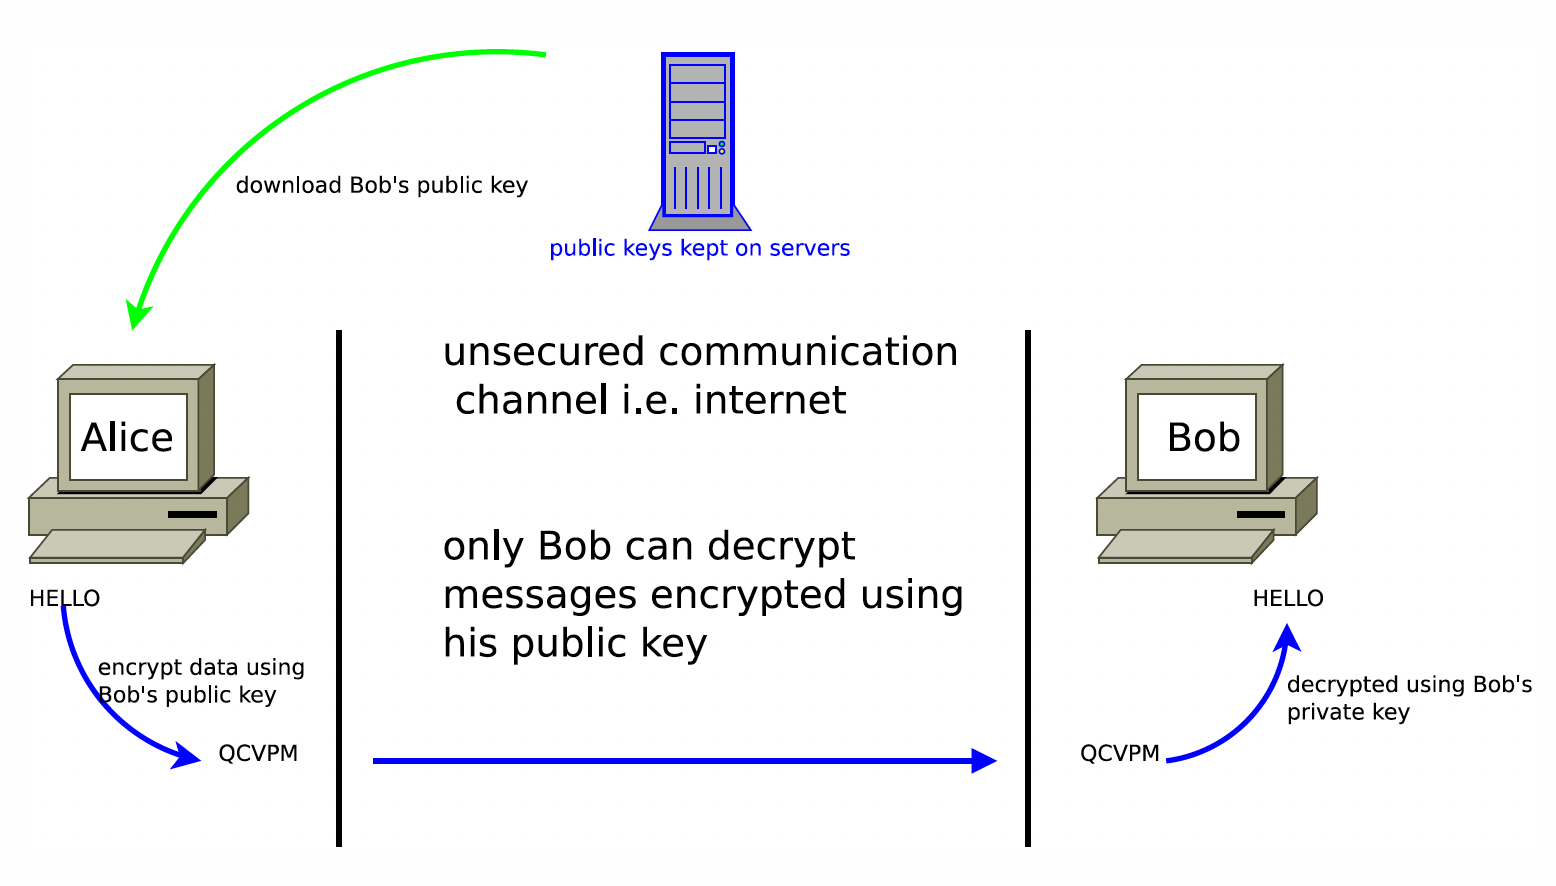 download Bob's public key
public keys kept on servers
unsecured communication
channel i.e. internet
Alice
Bob
only Bob can decrypt
messages encrypted using
his public key
HELLO
HELLO
encrypt data using
Bob's public key
decrypted using Bob's
private key
QCVPM
QCVPM